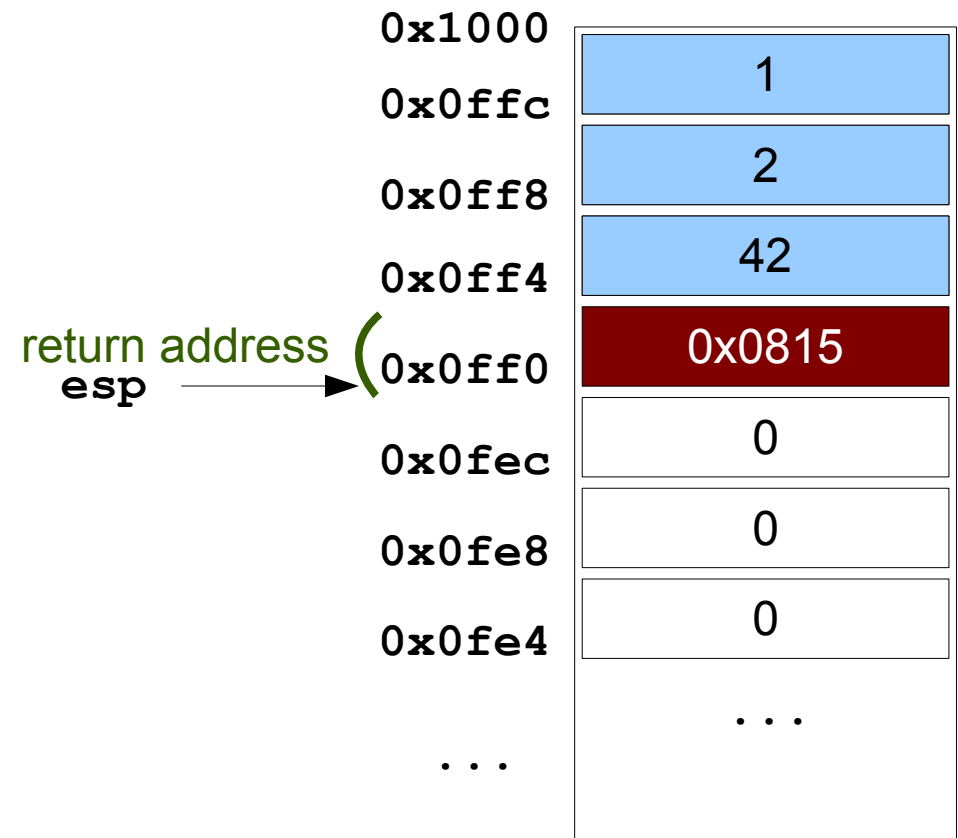 0x1000
1
0x0ffc
2
0x0ff8
42
0x0ff4
0x0815
return address
0x0ff0
esp
0
0x0fec
0
0x0fe8
0
0x0fe4
...
...